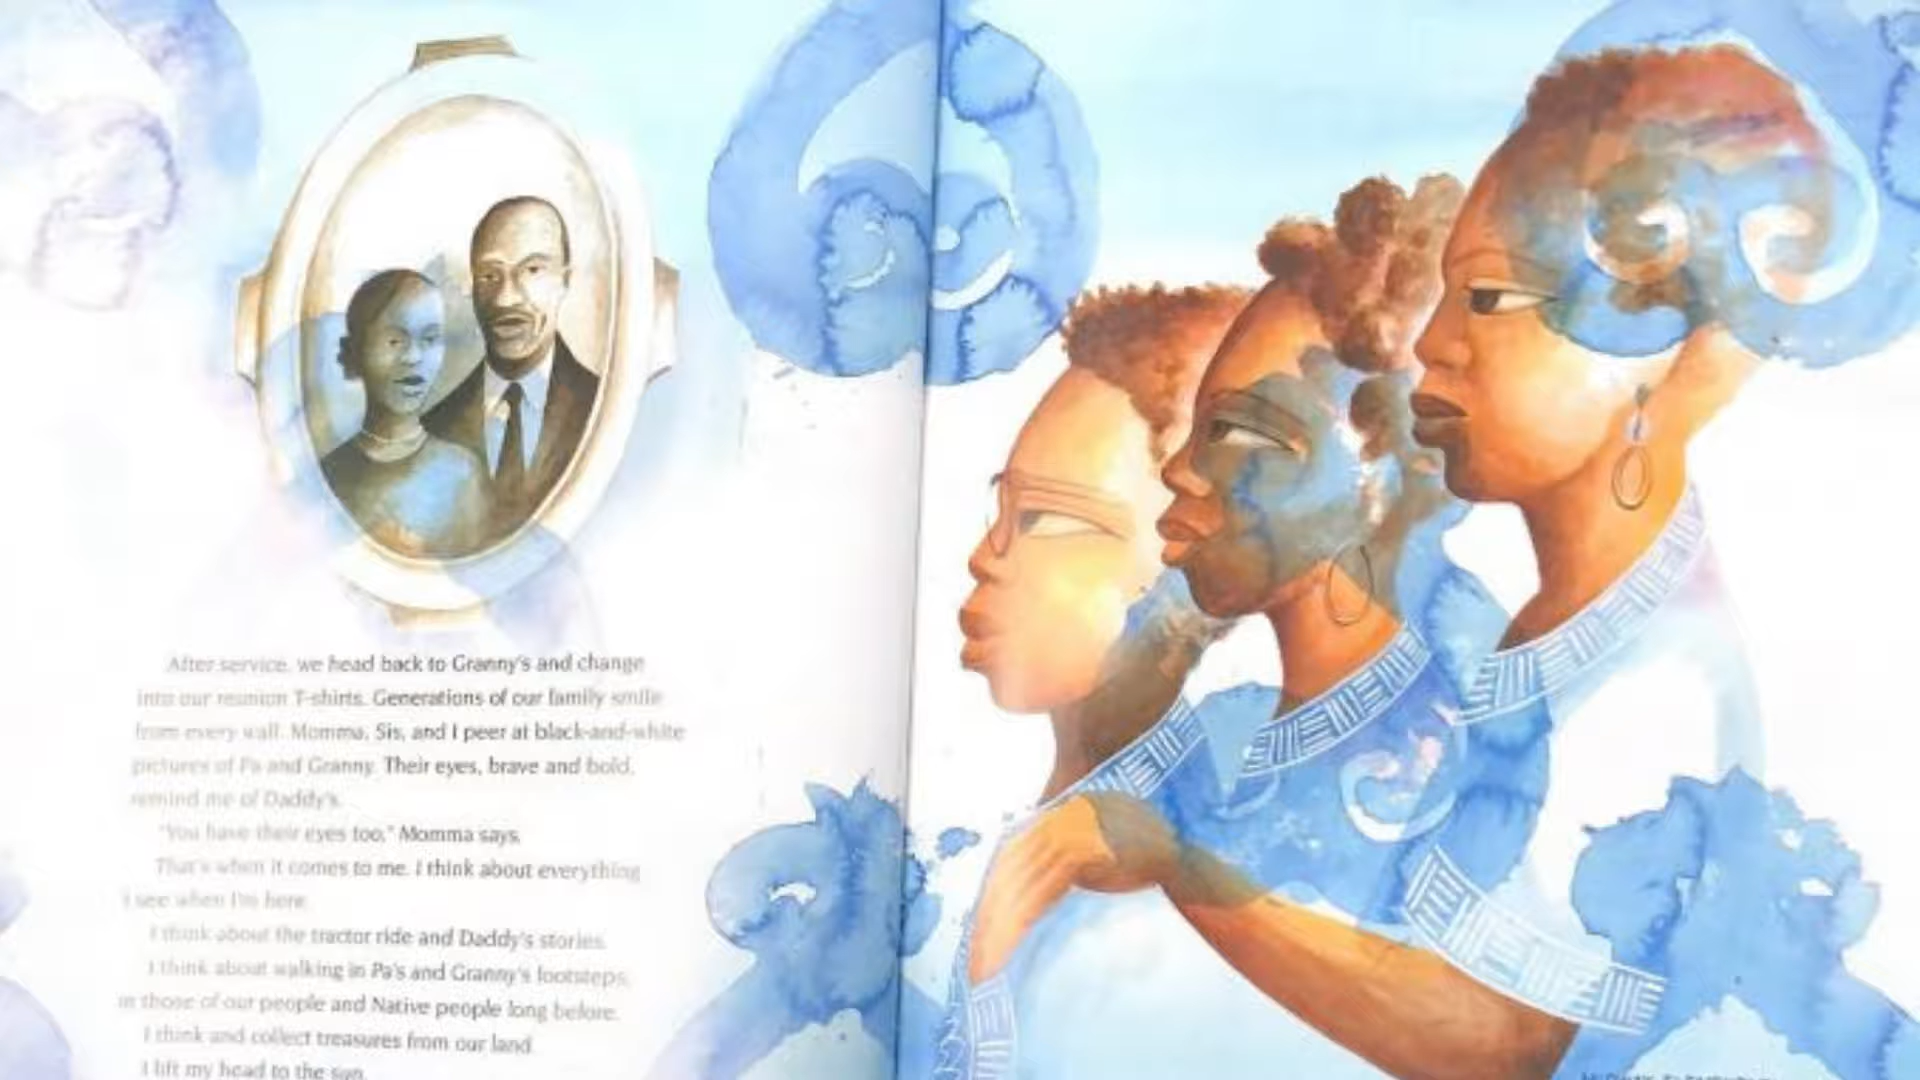 After service, we head back to Granny's and change
into our reunion T-shirts. Generations of our family smile
from every wall. Momma, Sis, and I peer at black-and-white
pictures of Pa and Granny. Their eyes, brave and bold,
remind me of Daddy's.
"You have their eyes too," Momma says.
That's when it comes to me. I think about everything
I see when I'm here.
I think about the tractor ride and Daddy's stories.
I think about walking in Pa's and Granny's footsteps,
in those of our people and Native people long before.
I think and collect treasures from our land.
I lift my head to the sun.